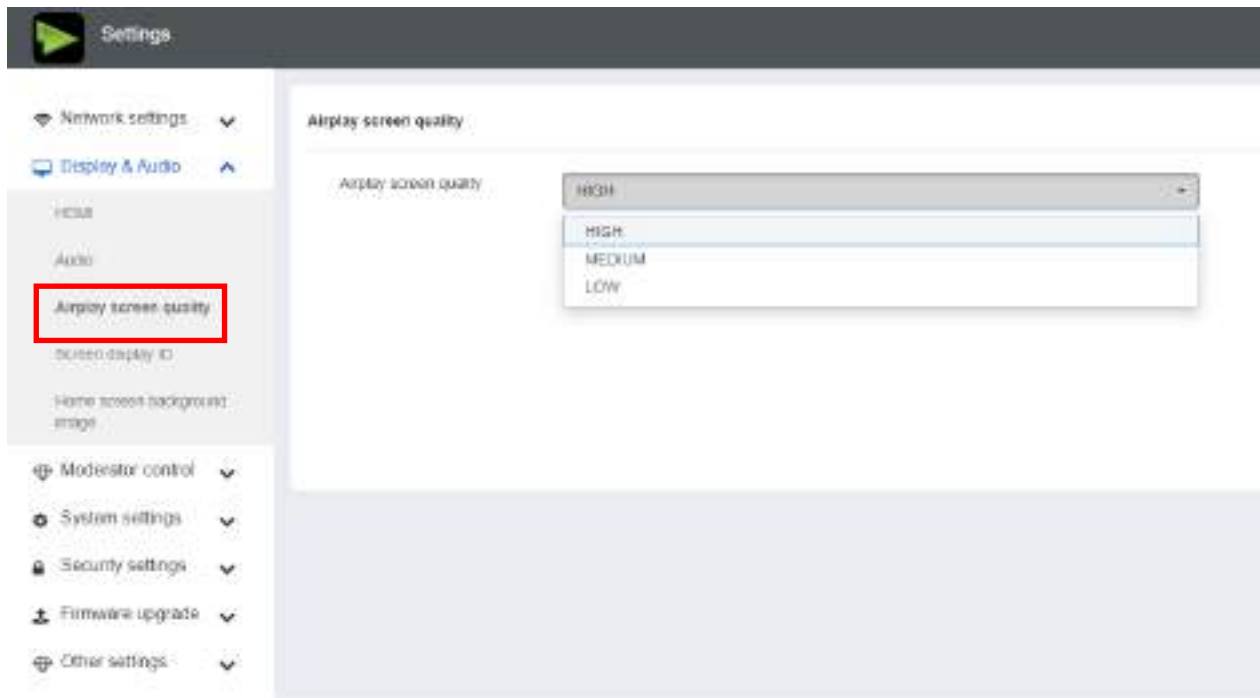 Settings
Network settings
Display & Audio
HDMI
Audio
Airplay screen quality
Screen display ID
Home screen background
image
Moderator control
System settings
Security settings
Firmware upgrade
Other settings
Airplay screen quality
Airplay screen quality
HIGH
HIGH
MEDIUM
LOW